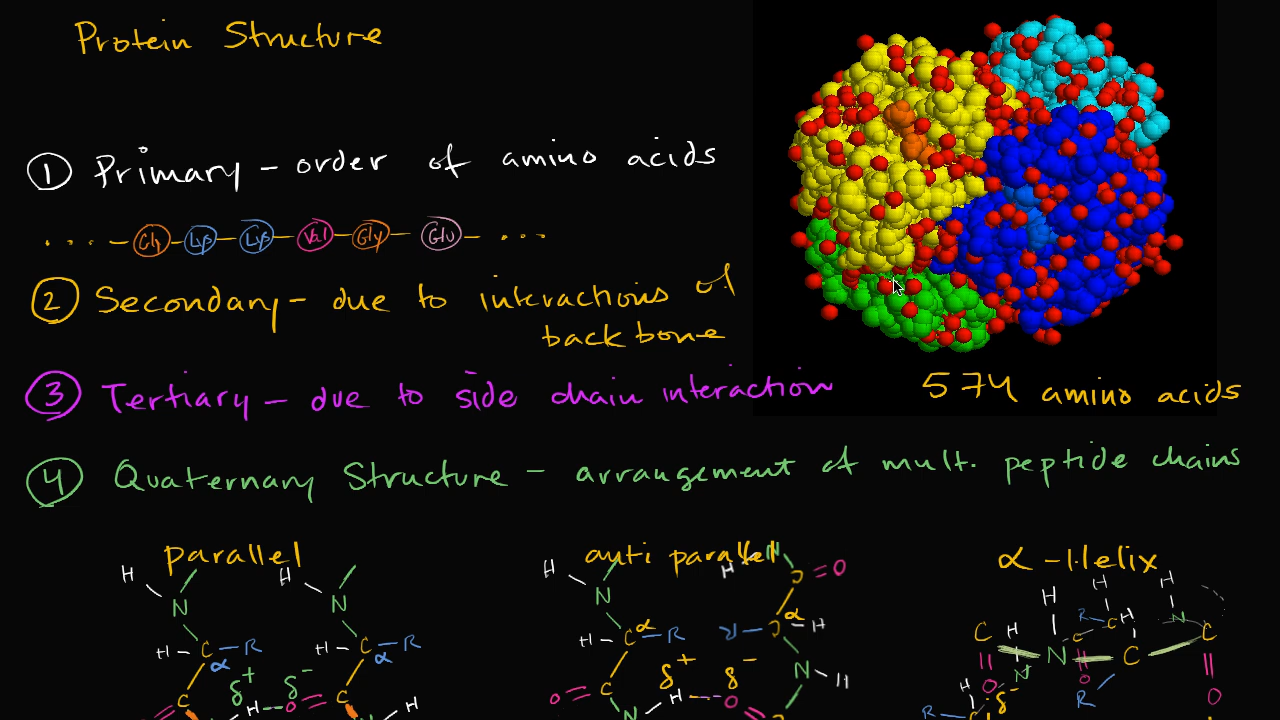 Protein Structure
① Primary - order of amino acids
.... - Gly - Lys - Lys - Val - Gly - Glu - ...
② Secondary - due to interactions of
backbone
③ Tertiary - due to side chain interaction
574 amino acids
④ Quaternary Structure - arrangement of mult. peptide chains
parallel
anti parallel
α-Helix
H N H N H N H N C = O
H - C - R H - C - R H - C - R R - C - H
α α α α
δ+ δ- δ+ δ- δ-
C H O C H O = C N H O C N H
C H N C C H C H N C
O O O R R H